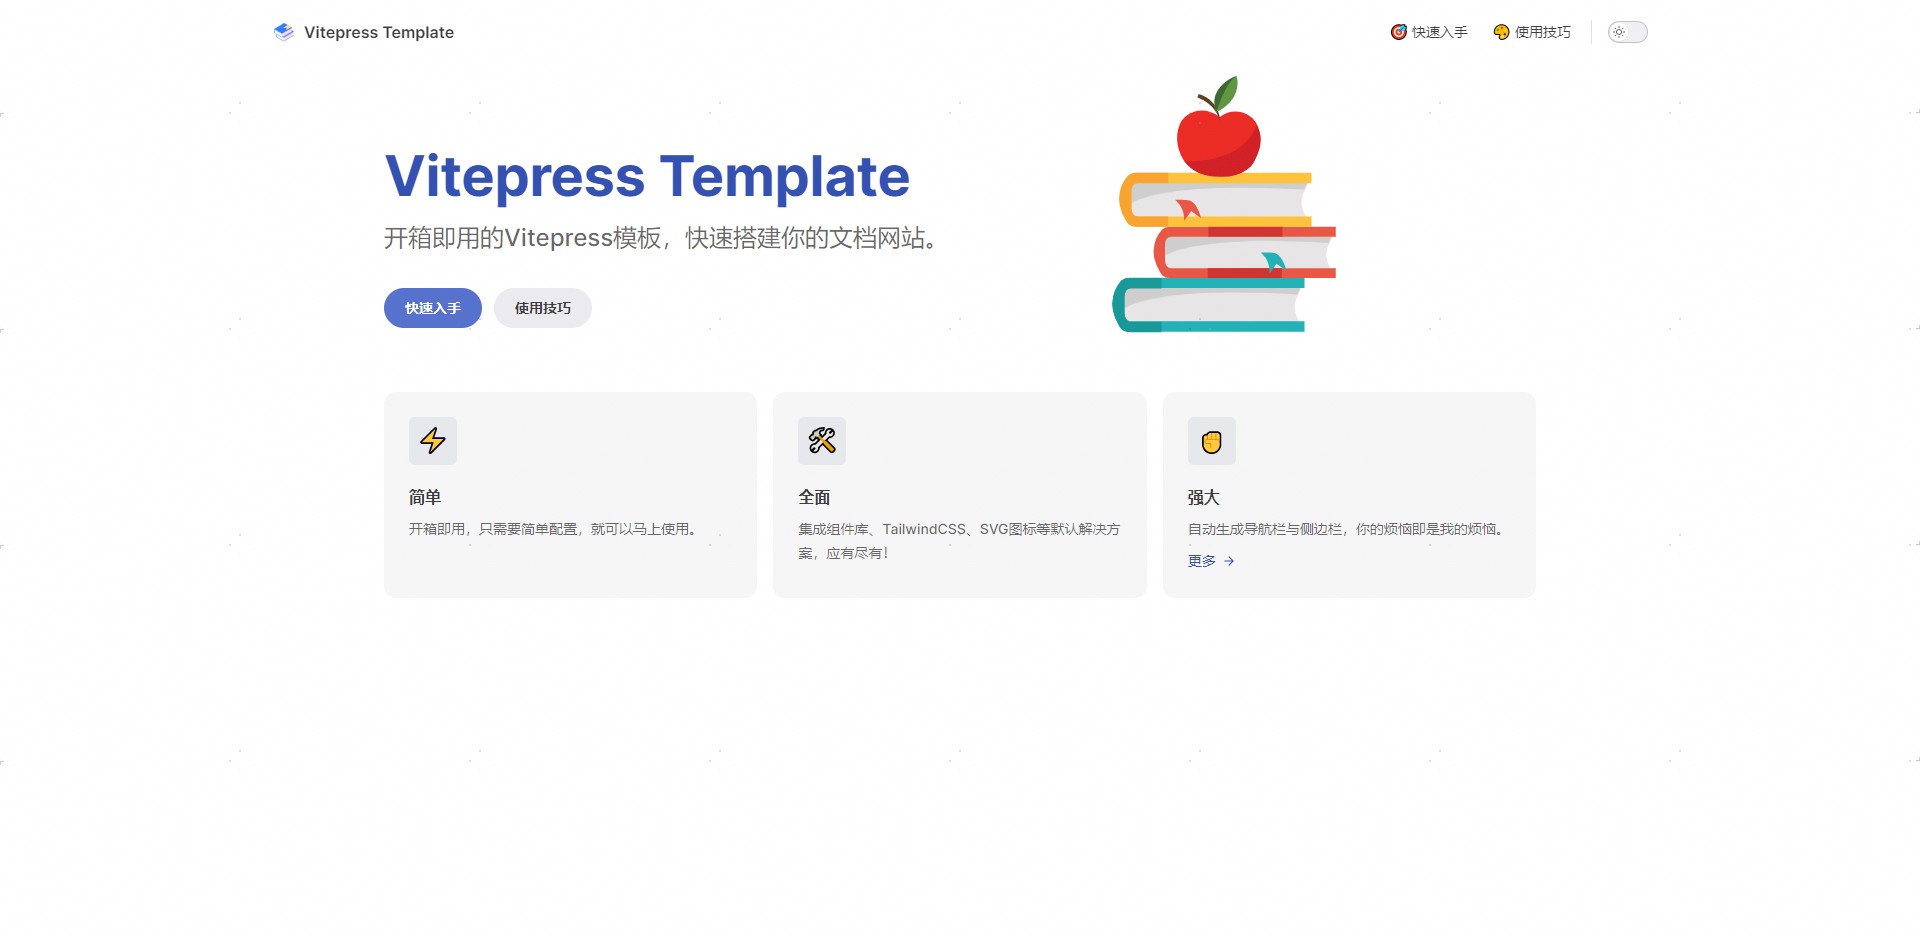 Vitepress Template
快速入手
使用技巧
Vitepress Template
开箱即用的Vitepress模板，快速搭建你的文档网站。
快速入手
使用技巧
简单
开箱即用，只需要简单配置，就可以马上使用。
全面
集成组件库、TailwindCSS、SVG图标等默认解决方
案，应有尽有！
强大
自动生成导航栏与侧边栏，你的烦恼即是我的烦恼。
更多